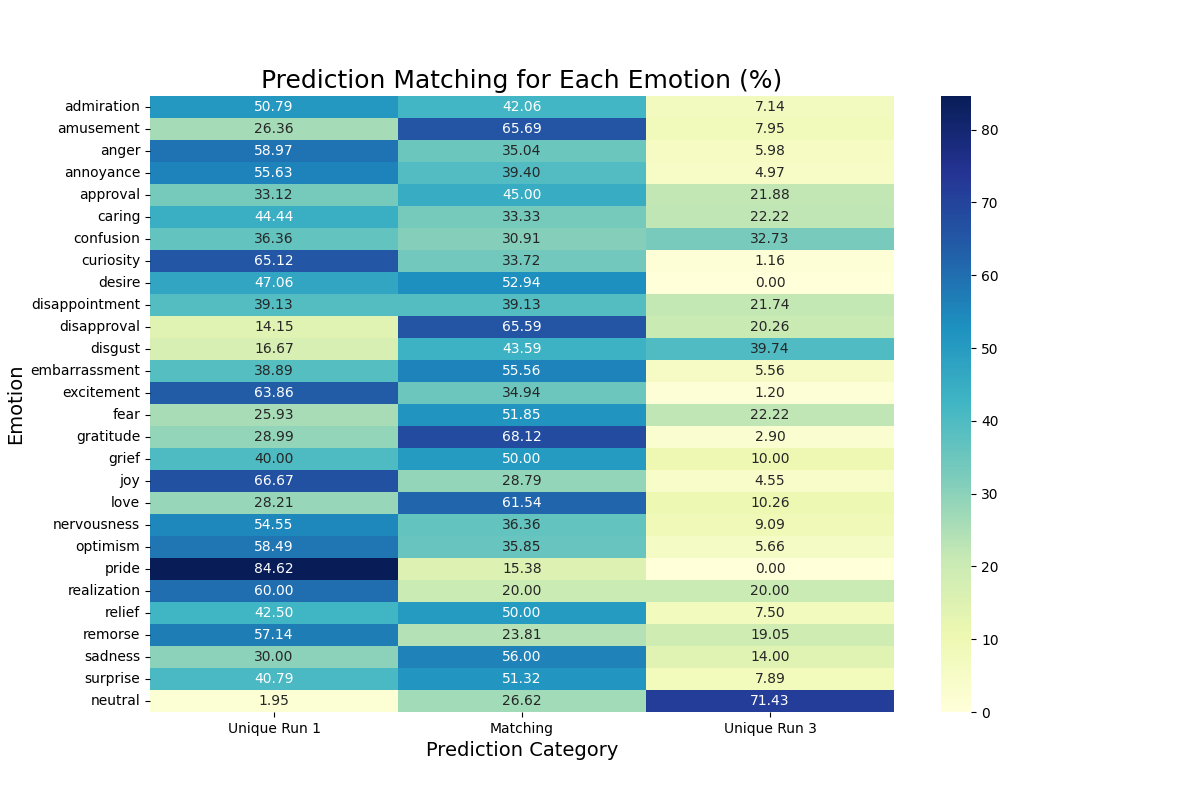 Prediction Matching for Each Emotion (%)
admiration 50.79 42.06 7.14
amusement 26.36 65.69 7.95
anger 58.97 35.04 5.98
annoyance 55.63 39.40 4.97
approval 33.12 45.00 21.88
caring 44.44 33.33 22.22
confusion 36.36 30.91 32.73
curiosity 65.12 33.72 1.16
desire 47.06 52.94 0.00
disappointment 39.13 39.13 21.74
disapproval 14.15 65.59 20.26
disgust 16.67 43.59 39.74
embarrassment 38.89 55.56 5.56
excitement 63.86 34.94 1.20
fear 25.93 51.85 22.22
gratitude 28.99 68.12 2.90
grief 40.00 50.00 10.00
joy 66.67 28.79 4.55
love 28.21 61.54 10.26
nervousness 54.55 36.36 9.09
optimism 58.49 35.85 5.66
pride 84.62 15.38 0.00
realization 60.00 20.00 20.00
relief 42.50 50.00 7.50
remorse 57.14 23.81 19.05
sadness 30.00 56.00 14.00
surprise 40.79 51.32 7.89
neutral 1.95 26.62 71.43
Unique Run 1 Matching Unique Run 3
Prediction Category
Emotion
80
70
60
50
40
30
20
10
0